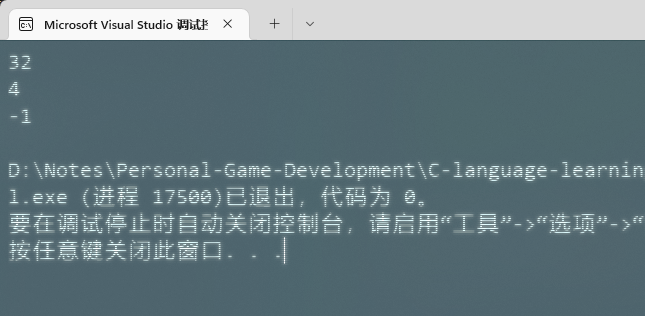 Microsoft Visual Studio 调试
32
4
-1
D:\Notes\Personal-Game-Development\C-language-learnin
l.exe (进程 17500)已退出，代码为 0。
要在调试停止时自动关闭控制台，请启用“工具”->“选项”->“
按任意键关闭此窗口. . .